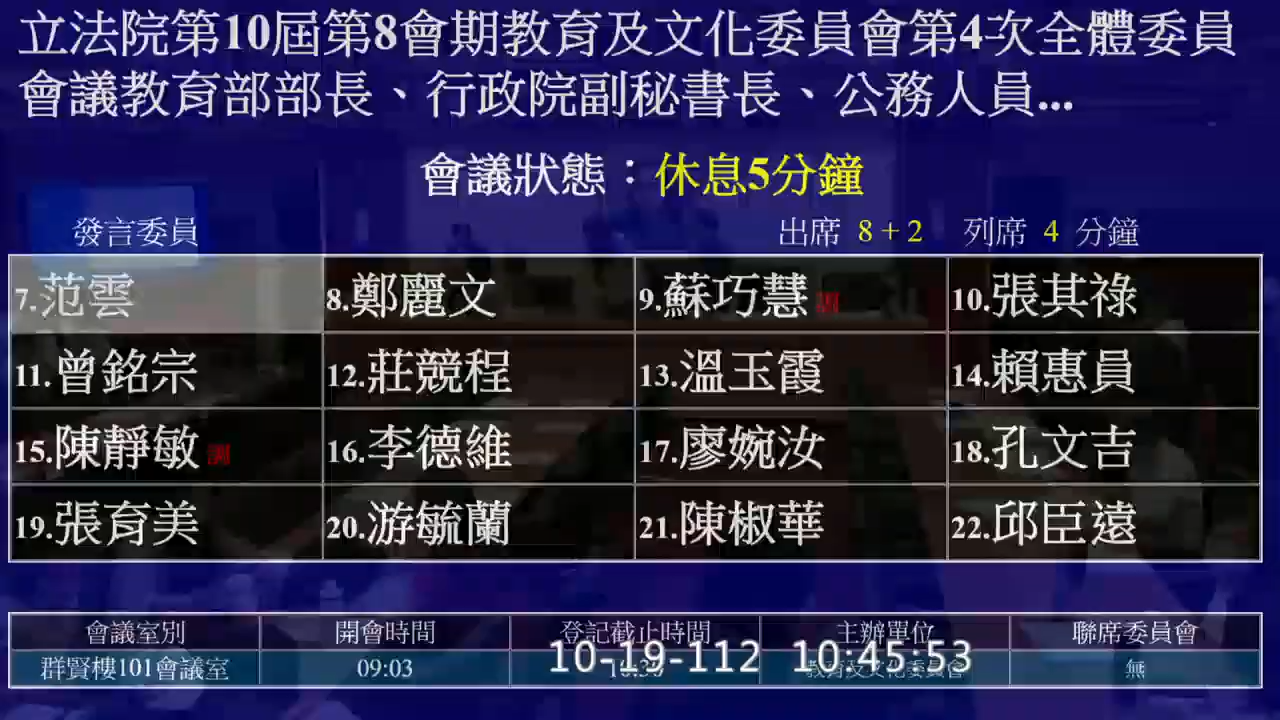 立法院第10屆第8會期教育及文化委員會第4次全體委員
會議教育部部長、行政院副秘書長、公務人員...
會議狀態：休息5分鐘
發言委員 出席 8 + 2 列席 4 分鐘
7.范雲 8.鄭麗文 9.蘇巧慧 10.張其祿
11.曾銘宗 12.莊競程 13.溫玉霞 14.賴惠員
15.陳靜敏 16.李德維 17.廖婉汝 18.孔文吉
19.張育美 20.游毓蘭 21.陳椒華 22.邱臣遠
會議室別 開會時間 登記截止時間 主辦單位 聯席委員會
群賢樓101會議室 09:03 教育及文化委員會 無
10-19-112 10:45:53